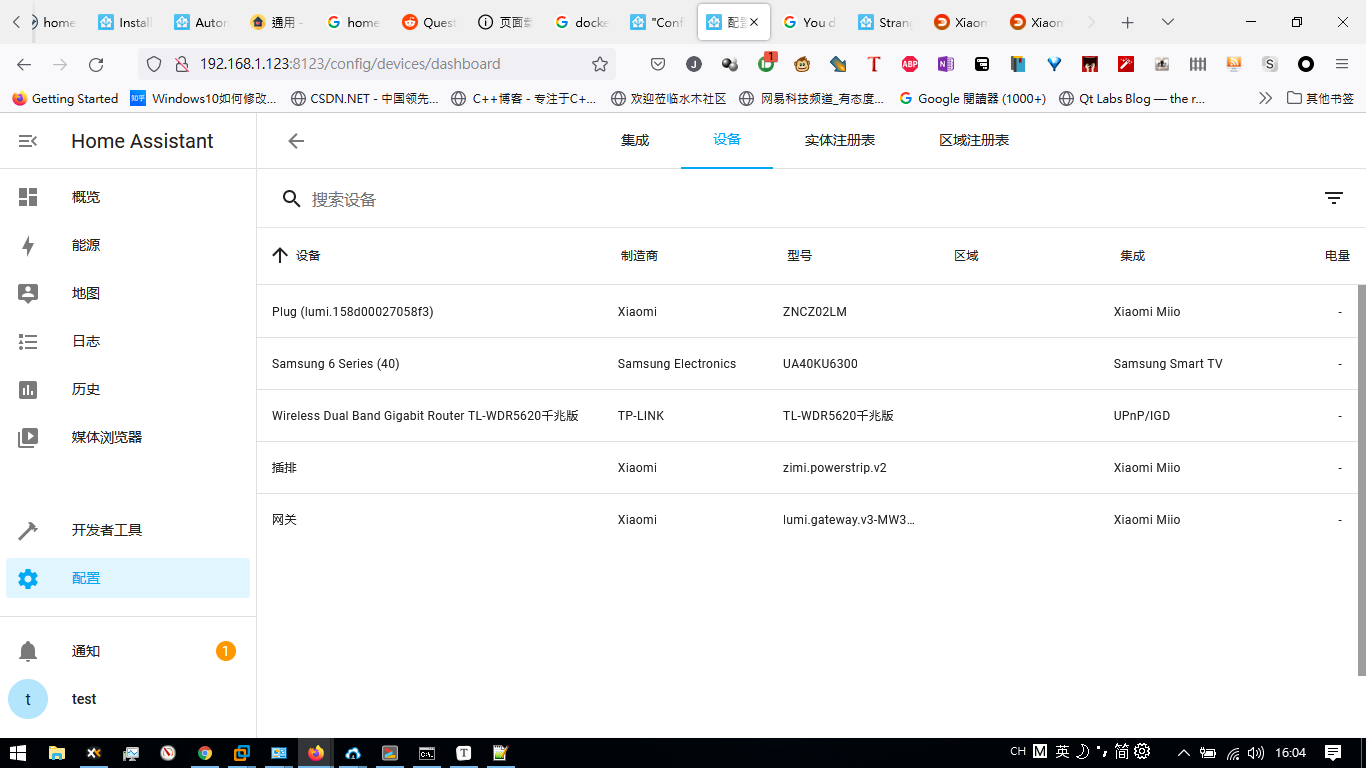 home
Install
Autor
通用 -
home
Quest
页面载
docke
"Confi
配置
You d
Strang
Xiaom
Xiaom
192.168.1.123:8123/config/devices/dashboard
J
1
T
ABP
N
S
Getting Started
知乎
Windows10如何修改...
CSDN.NET - 中国领先...
C++博客 - 专注于C+...
欢迎莅临水木社区
网易科技频道_有态度...
Google 閱讀器 (1000+)
Qt Labs Blog — the r...
其他书签
Home Assistant
集成
设备
实体注册表
区域注册表
概览
能源
地图
日志
历史
媒体浏览器
开发者工具
配置
通知
1
t
test
搜索设备
设备 制造商 型号 区域 集成 电量
Plug (lumi.158d00027058f3) Xiaomi ZNCZ02LM Xiaomi Miio -
Samsung 6 Series (40) Samsung Electronics UA40KU6300 Samsung Smart TV -
Wireless Dual Band Gigabit Router TL-WDR5620千兆版 TP-LINK TL-WDR5620千兆版 UPnP/IGD -
插排 Xiaomi zimi.powerstrip.v2 Xiaomi Miio -
网关 Xiaomi lumi.gateway.v3-MW3… Xiaomi Miio -
CH M 英 简
16:04